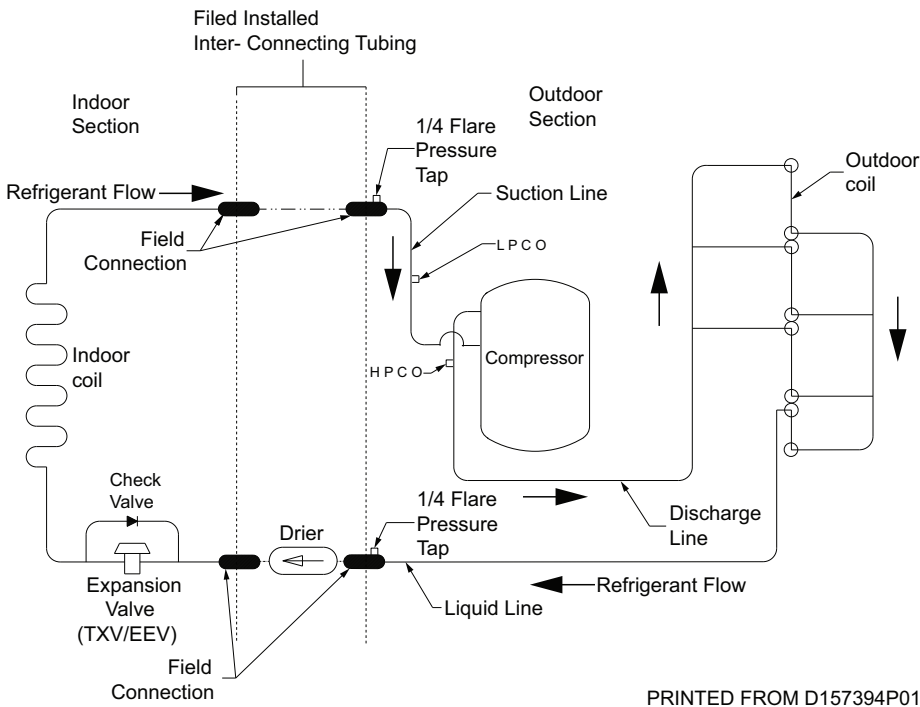 Filed Installed
Inter- Connecting Tubing
Indoor
Section
Outdoor
Section
1/4 Flare
Pressure
Tap
Outdoor
coil
Refrigerant Flow
Suction Line
Field
Connection
L P C O
Indoor
coil
Compressor
H P C O
Check
Valve
1/4 Flare
Pressure
Tap
Drier
Discharge
Line
Expansion
Valve
(TXV/EEV)
Liquid Line
Refrigerant Flow
Field
Connection
PRINTED FROM D157394P01